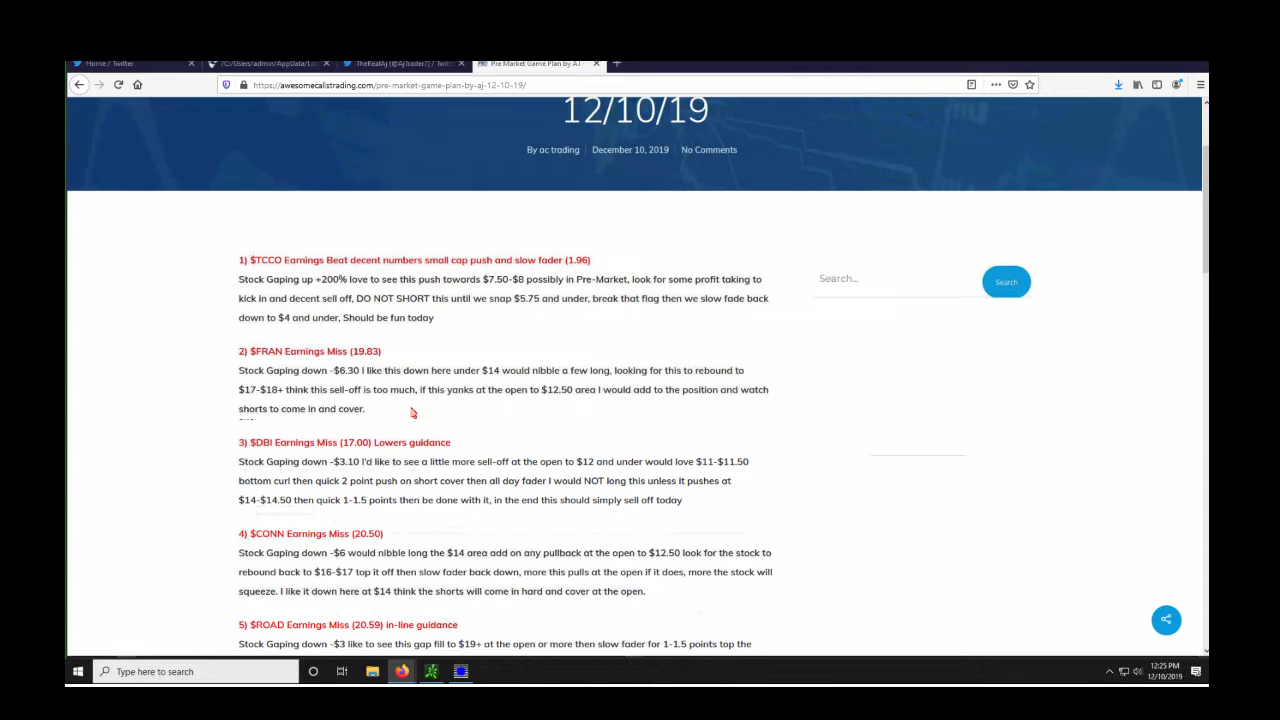 Home / Twitter
/C:/Users/admin/AppData/Loc
TheRealAj (@AjTrader7) / Twitt
Pre Market Game Plan by AJ
https://awesomecallstrading.com/pre-market-game-plan-by-aj-12-10-19/
12/10/19
By ac trading
December 10, 2019
No Comments
1) $TCCO Earnings Beat decent numbers small cap push and slow fader (1.96)
Stock Gaping up +200% love to see this push towards $7.50-$8 possibly in Pre-Market, look for some profit taking to
kick in and decent sell off, DO NOT SHORT this until we snap $5.75 and under, break that flag then we slow fade back
down to $4 and under, Should be fun today
Search...
Search
2) $FRAN Earnings Miss (19.83)
Stock Gaping down -$6.30 I like this down here under $14 would nibble a few long, looking for this to rebound to
$17-$18+ think this sell-off is too much, if this yanks at the open to $12.50 area I would add to the position and watch
shorts to come in and cover.
3) $DBI Earnings Miss (17.00) Lowers guidance
Stock Gaping down -$3.10 I'd like to see a little more sell-off at the open to $12 and under would love $11-$11.50
bottom curl then quick 2 point push on short cover then all day fader I would NOT long this unless it pushes at
$14-$14.50 then quick 1-1.5 points then be done with it, in the end this should simply sell off today
4) $CONN Earnings Miss (20.50)
Stock Gaping down -$6 would nibble long the $14 area add on any pullback at the open to $12.50 look for the stock to
rebound back to $16-$17 top it off then slow fader back down, more this pulls at the open if it does, more the stock will
squeeze. I like it down here at $14 think the shorts will come in hard and cover at the open.
5) $ROAD Earnings Miss (20.59) in-line guidance
Stock Gaping down -$3 like to see this gap fill to $19+ at the open or more then slow fader for 1-1.5 points top the
Type here to search
12:25 PM
12/10/2019